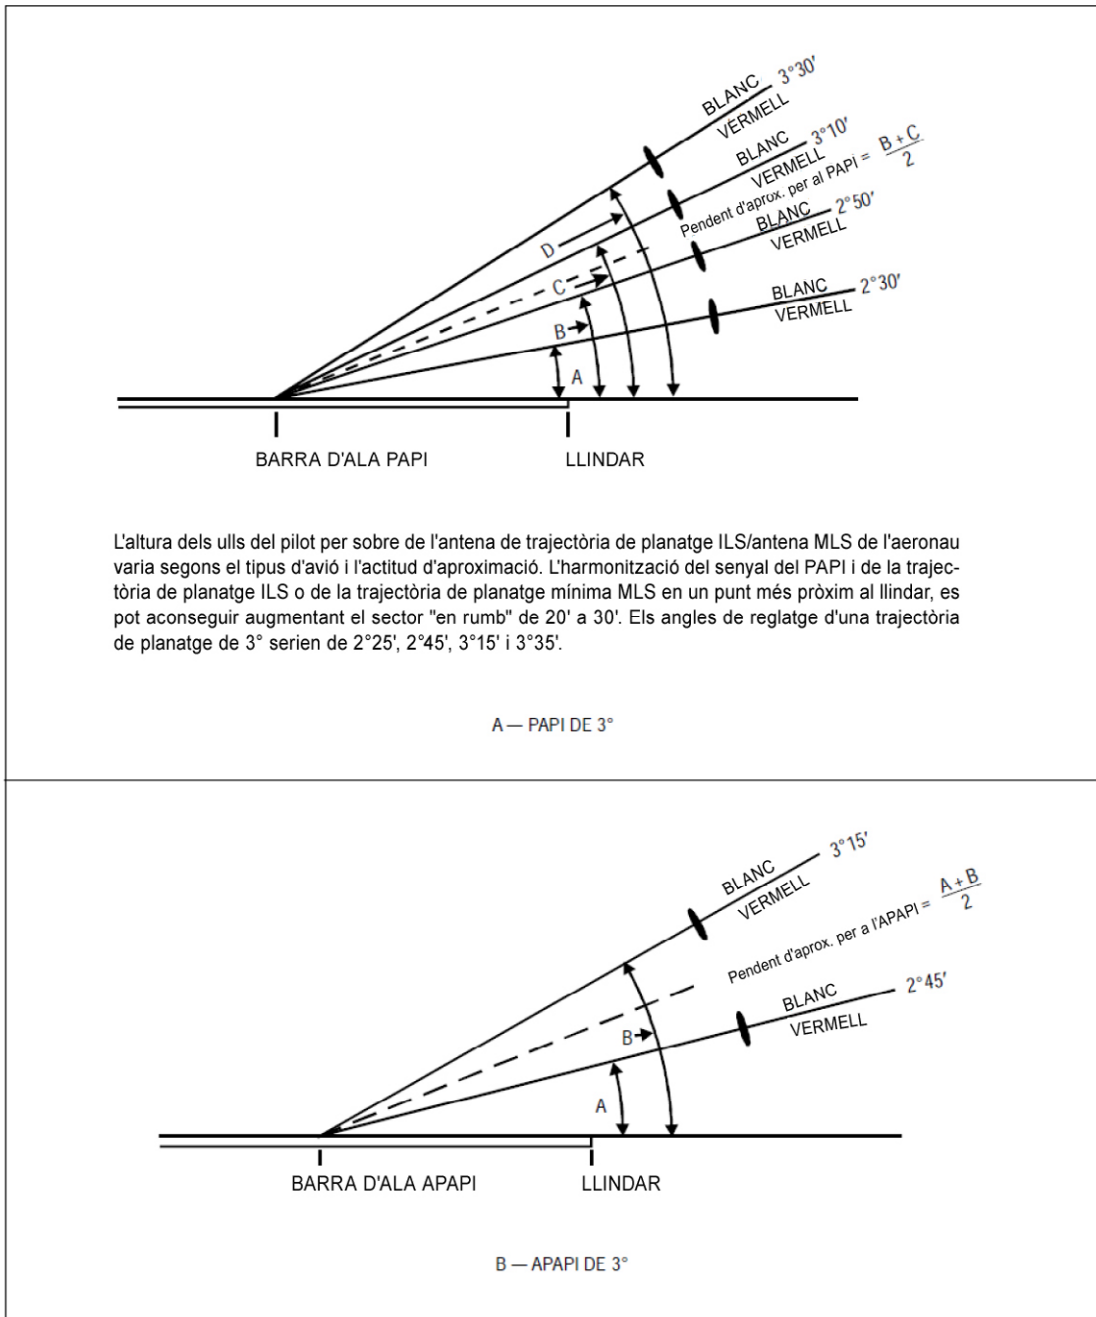 BLANC 3°30'
VERMELL
BLANC 3°10'
VERMELL
Pendent d'aprox. per al PAPI = B + C / 2
BLANC 2°50'
VERMELL
BLANC 2°30'
VERMELL
D
C
B
A
BARRA D'ALA PAPI LLINDAR
L'altura dels ulls del pilot per sobre de l'antena de trajectòria de planatge ILS/antena MLS de l'aeronau
varia segons el tipus d'avió i l'actitud d'aproximació. L'harmonització del senyal del PAPI i de la trajec-
tòria de planatge ILS o de la trajectòria de planatge mínima MLS en un punt més pròxim al llindar, es
pot aconseguir augmentant el sector "en rumb" de 20' a 30'. Els angles de reglatge d'una trajectòria
de planatge de 3° serien de 2°25', 2°45', 3°15' i 3°35'.
A — PAPI DE 3°
BLANC 3°15'
VERMELL
Pendent d'aprox. per a l'APAPI = A + B / 2
BLANC 2°45'
VERMELL
B
A
BARRA D'ALA APAPI LLINDAR
B — APAPI DE 3°